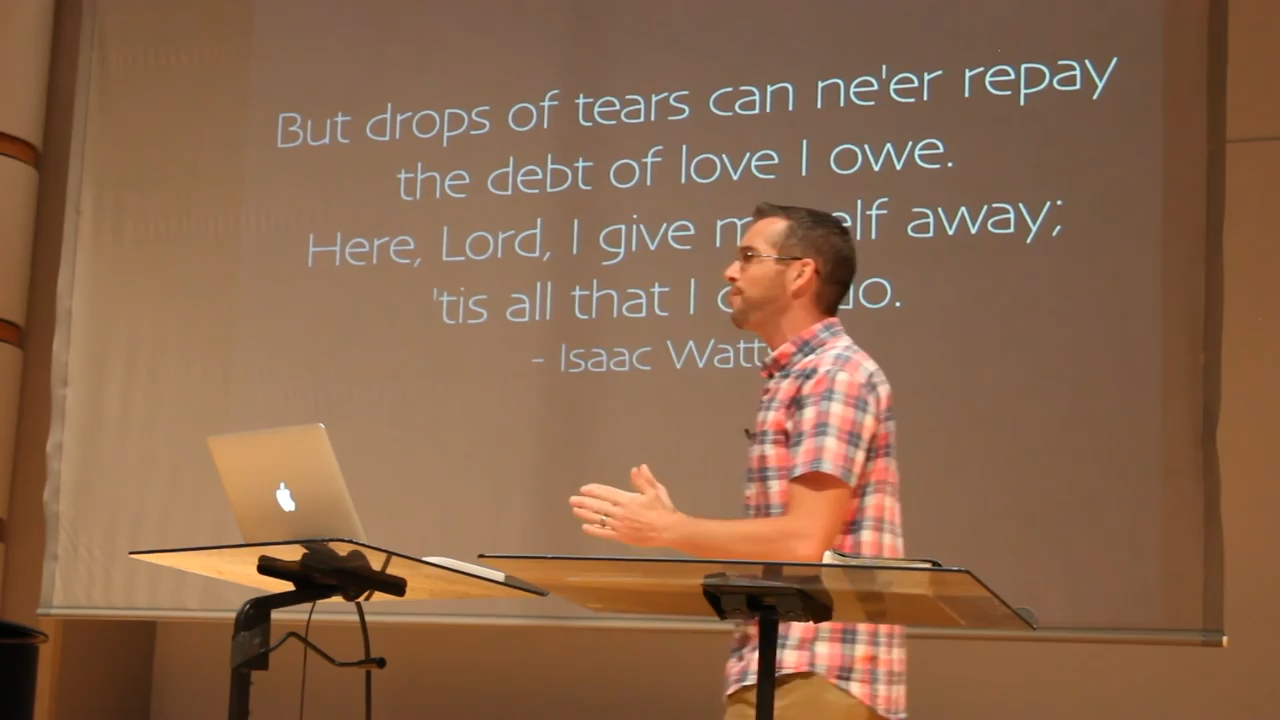 But drops of tears can ne'er repay
the debt of love I owe.
Here, Lord, I give away;
'tis all that I
- Isaac Watts